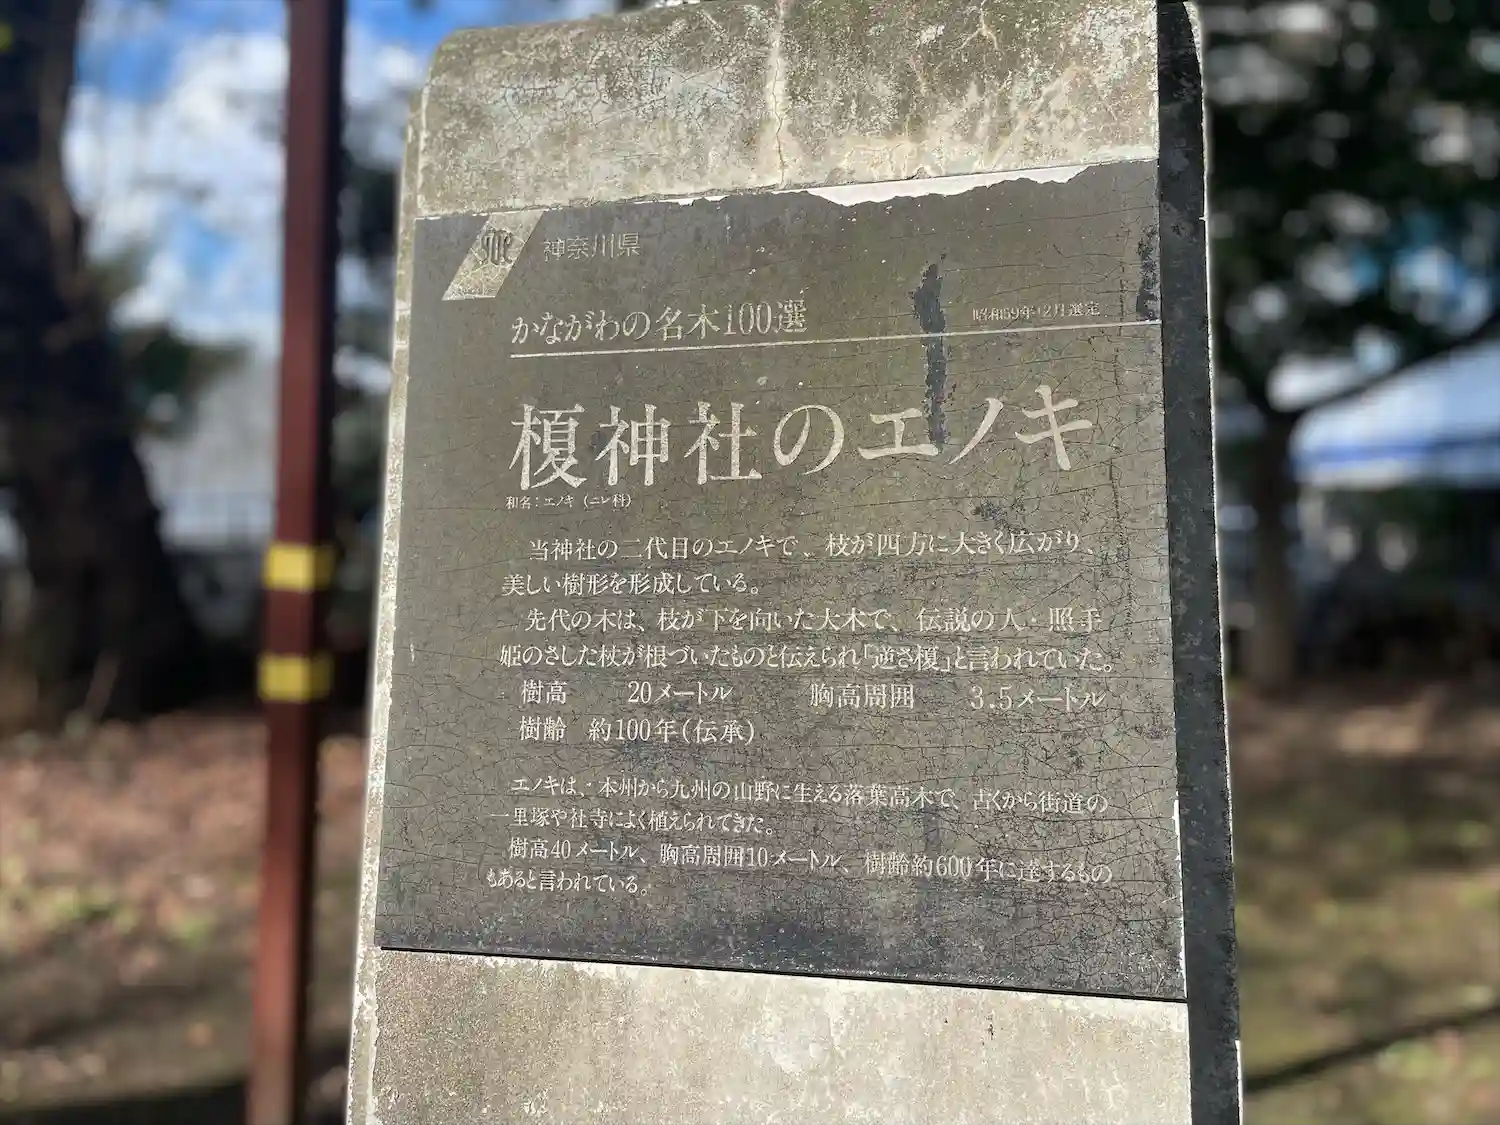 神奈川県
かながわの名木100選
昭和59年12月選定
榎神社のエノキ
和名：エノキ（ニレ科）
当神社の二代目のエノキで、枝が四方に大きく広がり、
美しい樹形を形成している。
先代の木は、枝が下を向いた大木で、伝説の人・照手
姫のさした杖が根づいたものと伝えられ「逆さ榎」と言われていた。
樹高 20メートル 胸高周囲 3.5メートル
樹齢 約100年（伝承）
エノキは、本州から九州の山野に生える落葉高木で、古くから街道の
一里塚や社寺によく植えられてきた。
樹高40メートル、胸高周囲10メートル、樹齢約600年に達するもの
もあると言われている。